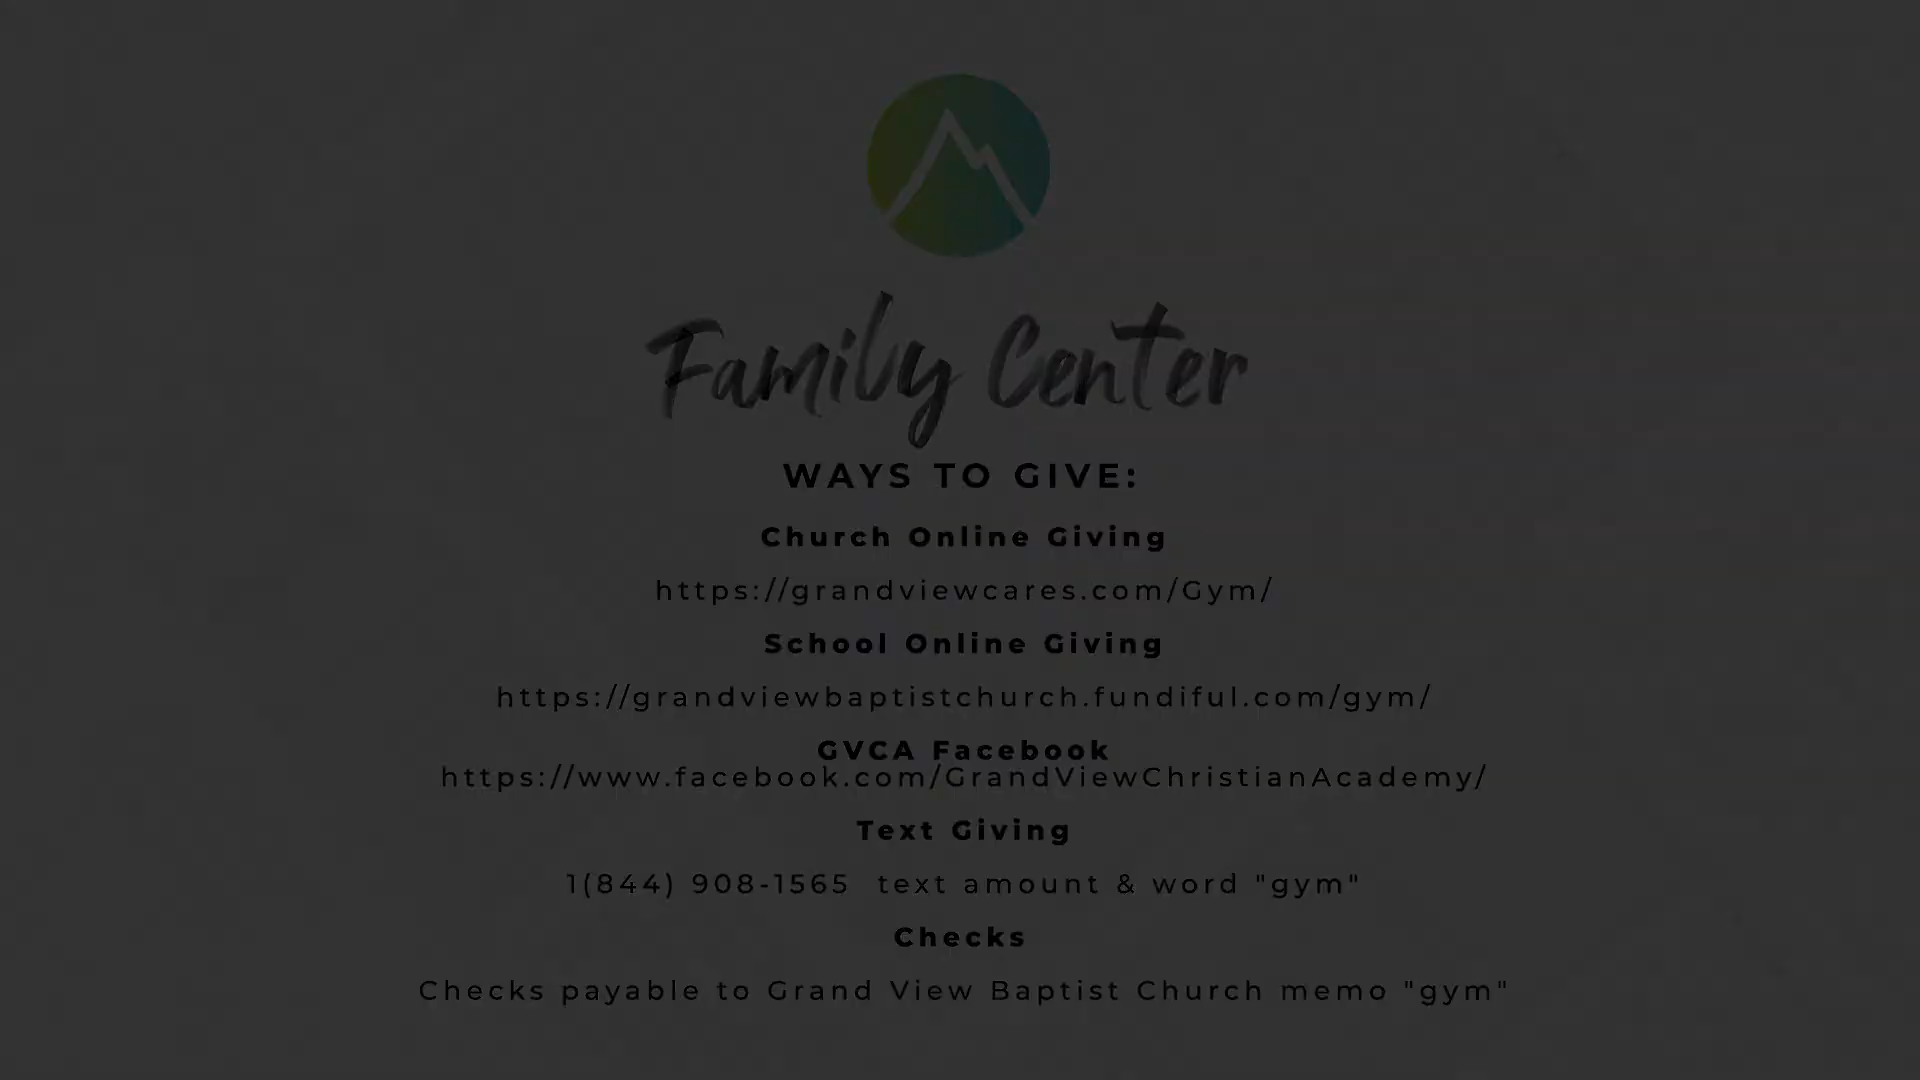 Family Center
WAYS TO GIVE:
Church Online Giving
https://grandviewcares.com/Gym/
School Online Giving
https://grandviewbaptistchurch.fundiful.com/gym/
GVCA Facebook
https://www.facebook.com/GrandViewChristianAcademy/
Text Giving
1(844) 908-1565  text amount & word "gym"
Checks
Checks payable to Grand View Baptist Church memo "gym"